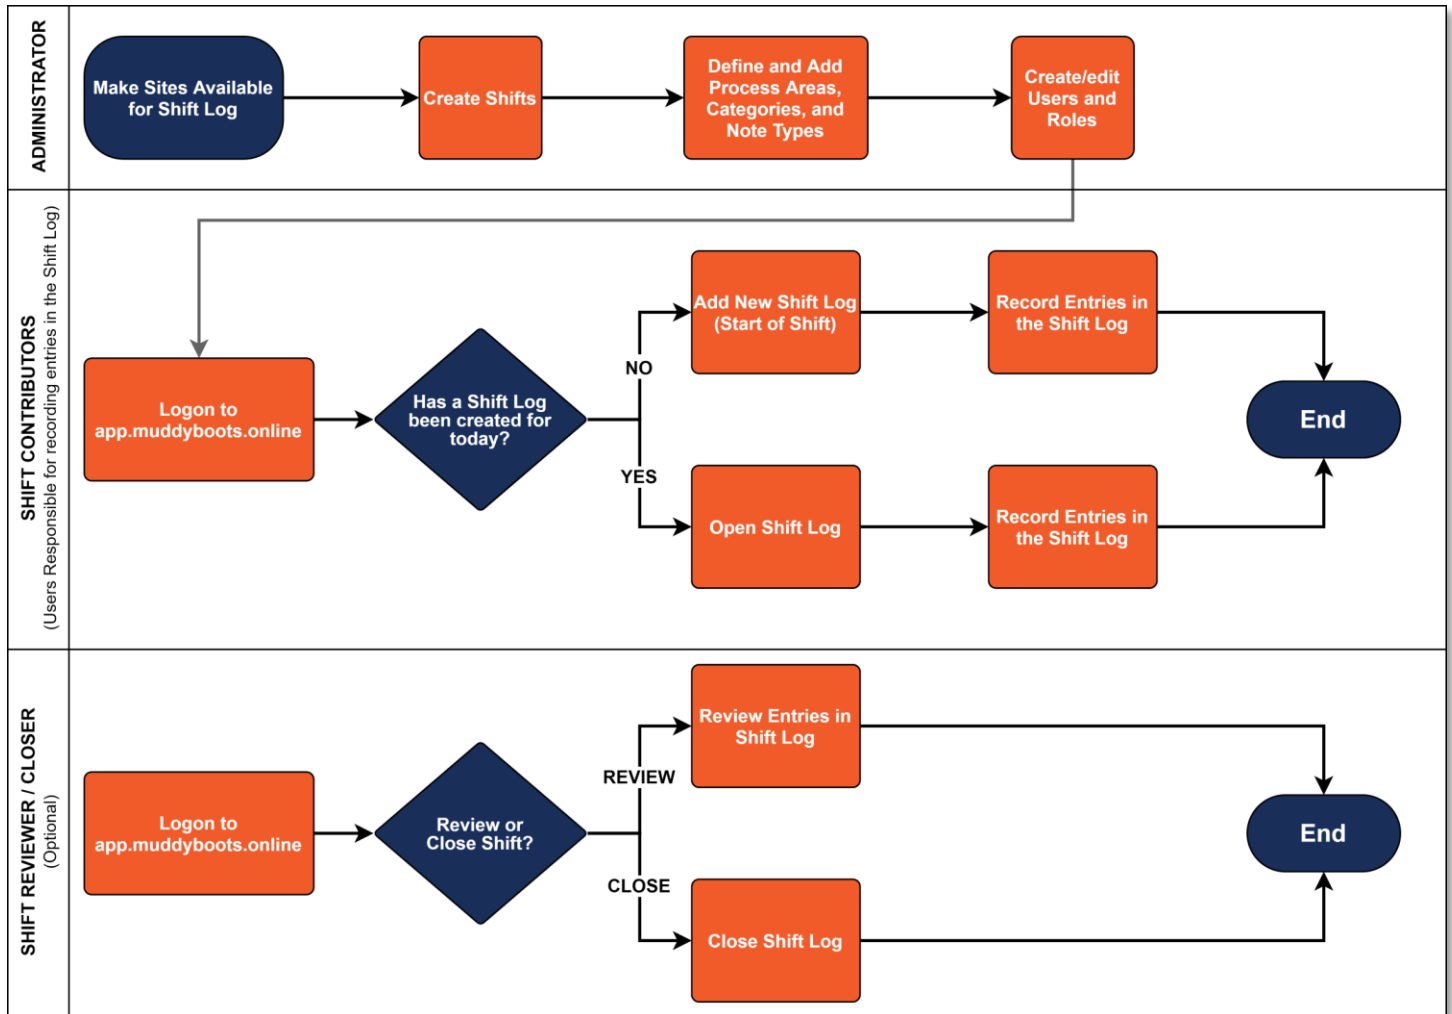 ADMINISTRATOR
Make Sites Available
for Shift Log
Create Shifts
Define and Add
Process Areas,
Categories, and
Note Types
Create/edit
Users and
Roles
SHIFT CONTRIBUTORS
(Users Responsible for recording entries in the Shift Log)
Logon to
app.muddyboots.online
Has a Shift Log
been created for
today?
NO
Add New Shift Log
(Start of Shift)
Record Entries in
the Shift Log
YES
Open Shift Log
Record Entries in
the Shift Log
End
SHIFT REVIEWER / CLOSER
(Optional)
Logon to
app.muddyboots.online
Review or
Close Shift?
REVIEW
Review Entries in
Shift Log
CLOSE
Close Shift Log
End